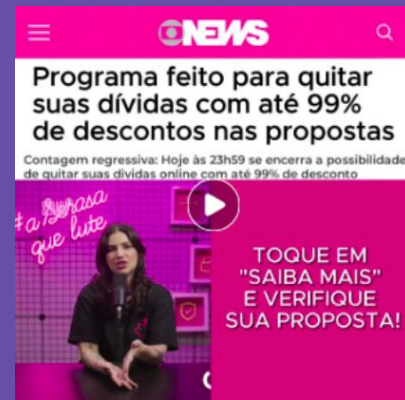 NEWS
Programa feito para quitar
suas dívidas com até 99%
de descontos nas propostas
Contagem regressiva: Hoje às 23h59 se encerra a possibilidade
de quitar suas dívidas online com até 99% de desconto
#a Serasa
que lute
TOQUE EM
"SAIBA MAIS"
E VERIFIQUE
SUA PROPOSTA!